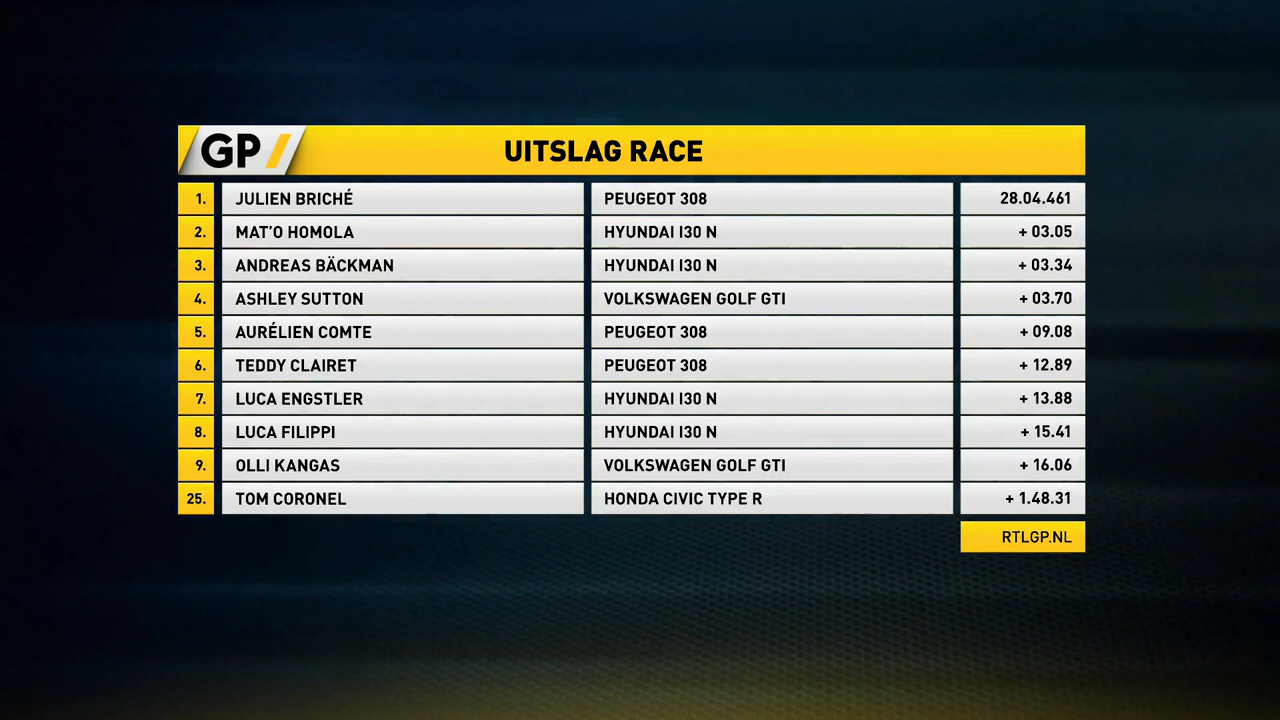 GP UITSLAG RACE
1. JULIEN BRICHÉ PEUGEOT 308 28.04.461
2. MAT'O HOMOLA HYUNDAI I30 N + 03.05
3. ANDREAS BÄCKMAN HYUNDAI I30 N + 03.34
4. ASHLEY SUTTON VOLKSWAGEN GOLF GTI + 03.70
5. AURÉLIEN COMTE PEUGEOT 308 + 09.08
6. TEDDY CLAIRET PEUGEOT 308 + 12.89
7. LUCA ENGSTLER HYUNDAI I30 N + 13.88
8. LUCA FILIPPI HYUNDAI I30 N + 15.41
9. OLLI KANGAS VOLKSWAGEN GOLF GTI + 16.06
25. TOM CORONEL HONDA CIVIC TYPE R + 1.48.31
RTLGP.NL